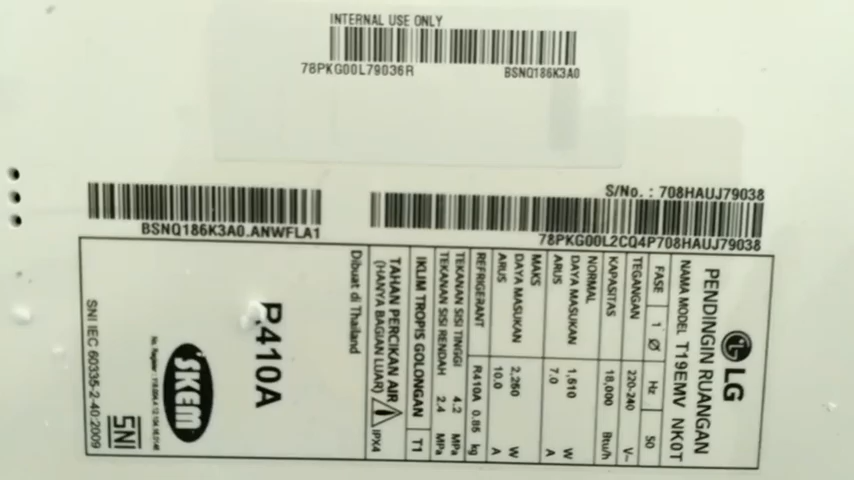 INTERNAL USE ONLY
78PKG00L79036R
BSNQ186K3A0
S/No. : 708HAUJ79038
BSNQ186K3A0.ANWFLA1
78PKG00L2CQ4P708HAUJ79038
LG
PENDINGIN RUANGAN
NAMA MODEL T19EMV NK0T
FASE 1 Ø Hz 50
TEGANGAN 220-240 V~
KAPASITAS 18,000 Btu/h
NORMAL
DAYA MASUKAN 1,510 W
ARUS 7.0 A
MAKS
DAYA MASUKAN 2,260 W
ARUS 10.0 A
REFRIGERANT R410A 0.86 kg
TEKANAN SISI TINGGI 4.2 MPa
TEKANAN SISI RENDAH 2.4 MPa
IKLIM TROPIS GOLONGAN T1
TAHAN PERCIKAN AIR
(HANYA BAGIAN LUAR) IPX4
Dibuat di Thailand
R410A
SKEM
SNI
SNI IEC 60335-2-40:2009